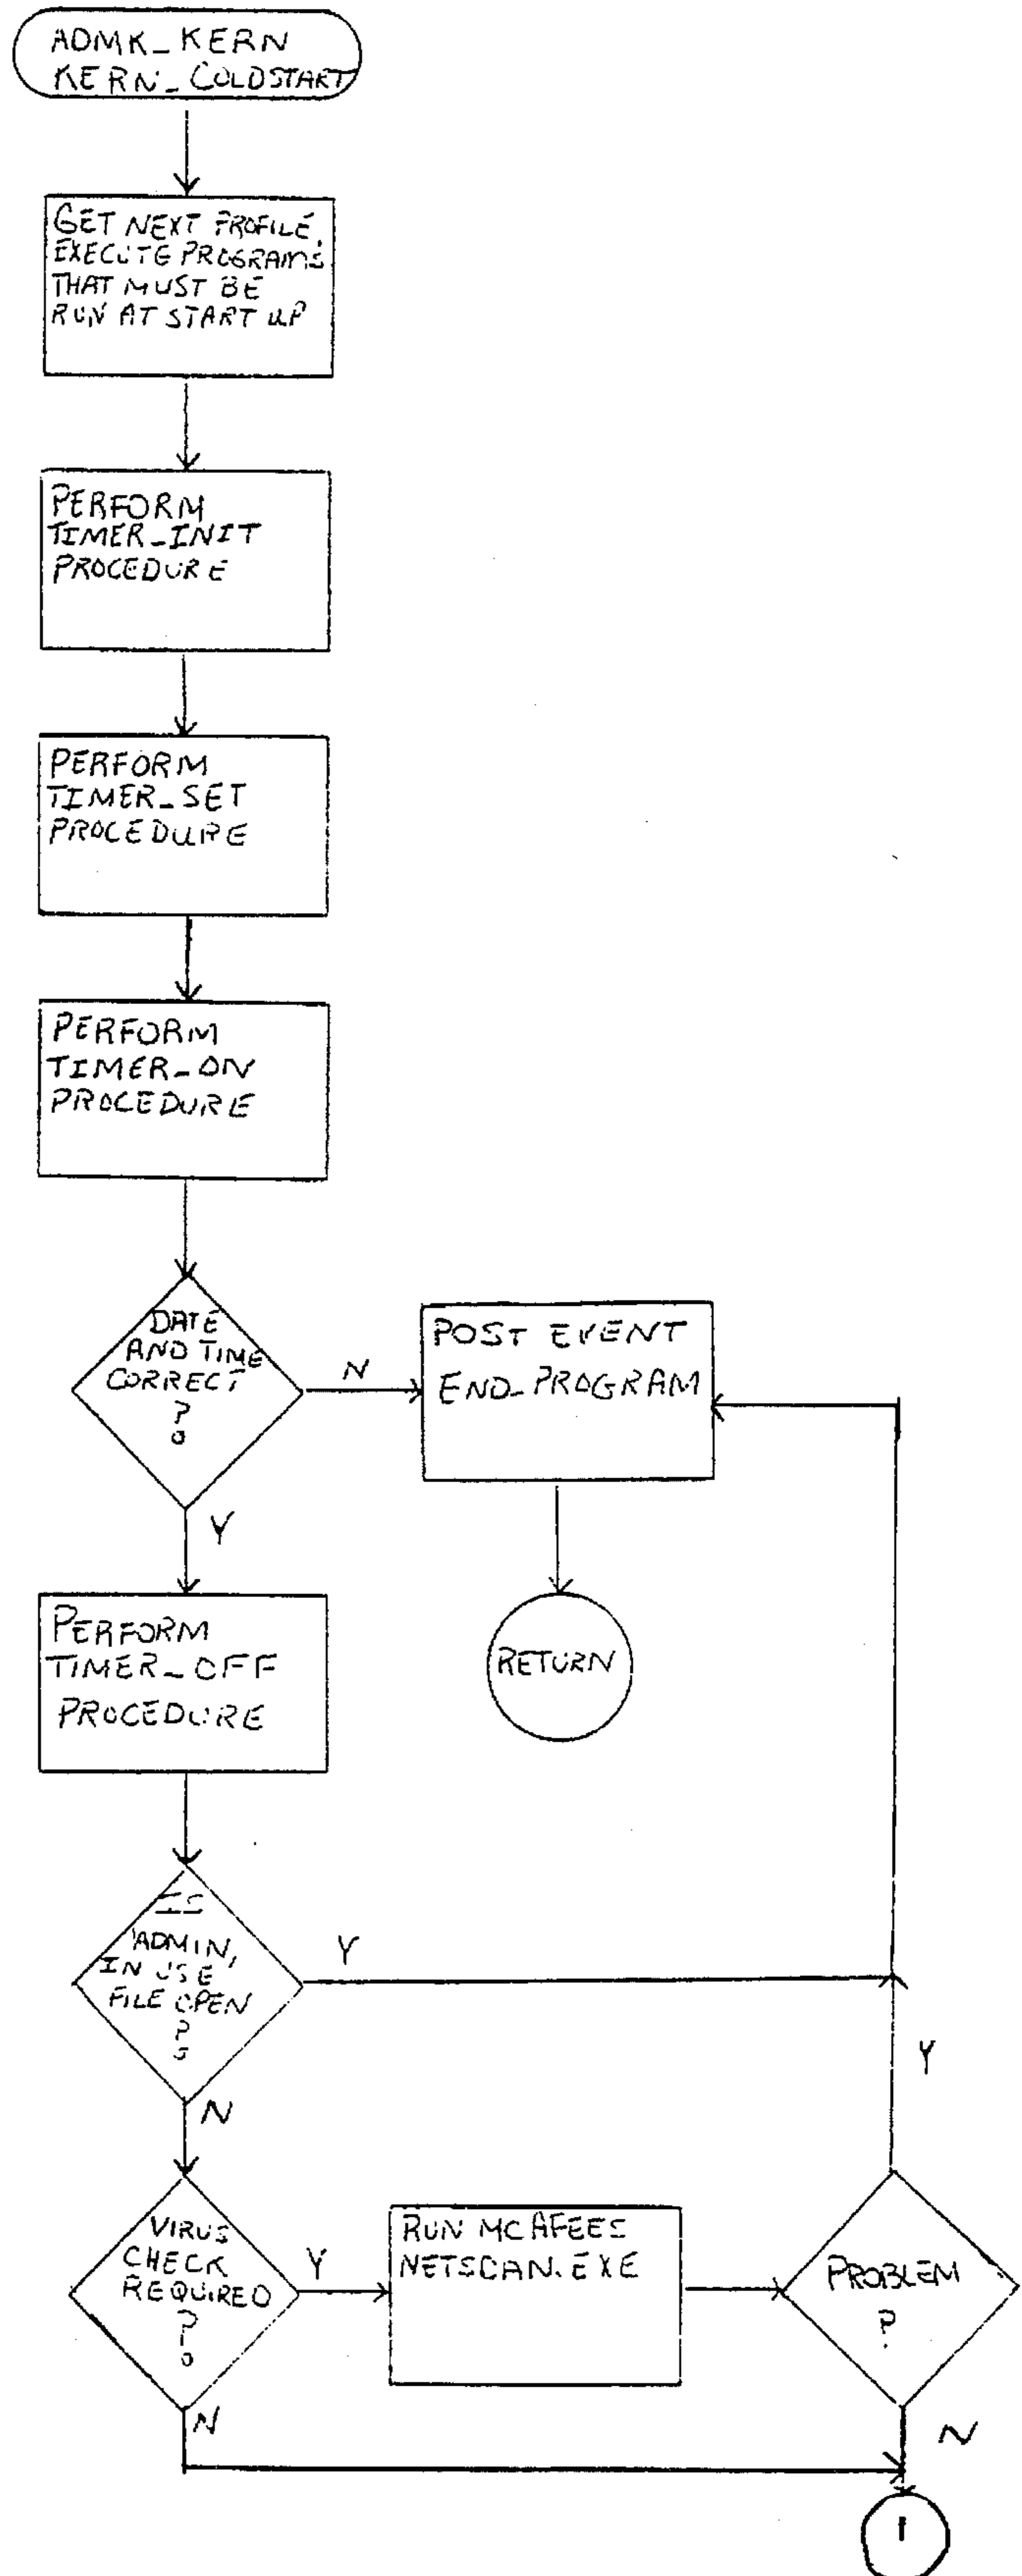 ADMK_KERN
KERN_COLDSTART
GET NEXT PROFILE.
EXECUTE PROGRAMS
THAT MUST BE
RUN AT START UP
PERFORM
TIMER_INIT
PROCEDURE
PERFORM
TIMER_SET
PROCEDURE
PERFORM
TIMER_ON
PROCEDURE
DATE
AND TIME
CORRECT
?
N
Y
POST EVENT
END_PROGRAM
RETURN
PERFORM
TIMER_OFF
PROCEDURE
IS
'ADMIN,
IN USE
FILE OPEN
?
Y
N
Y
VIRUS
CHECK
REQUIRED
?
Y
N
RUN MCAFEES
NETSCAN.EXE
PROBLEM
?
N
1